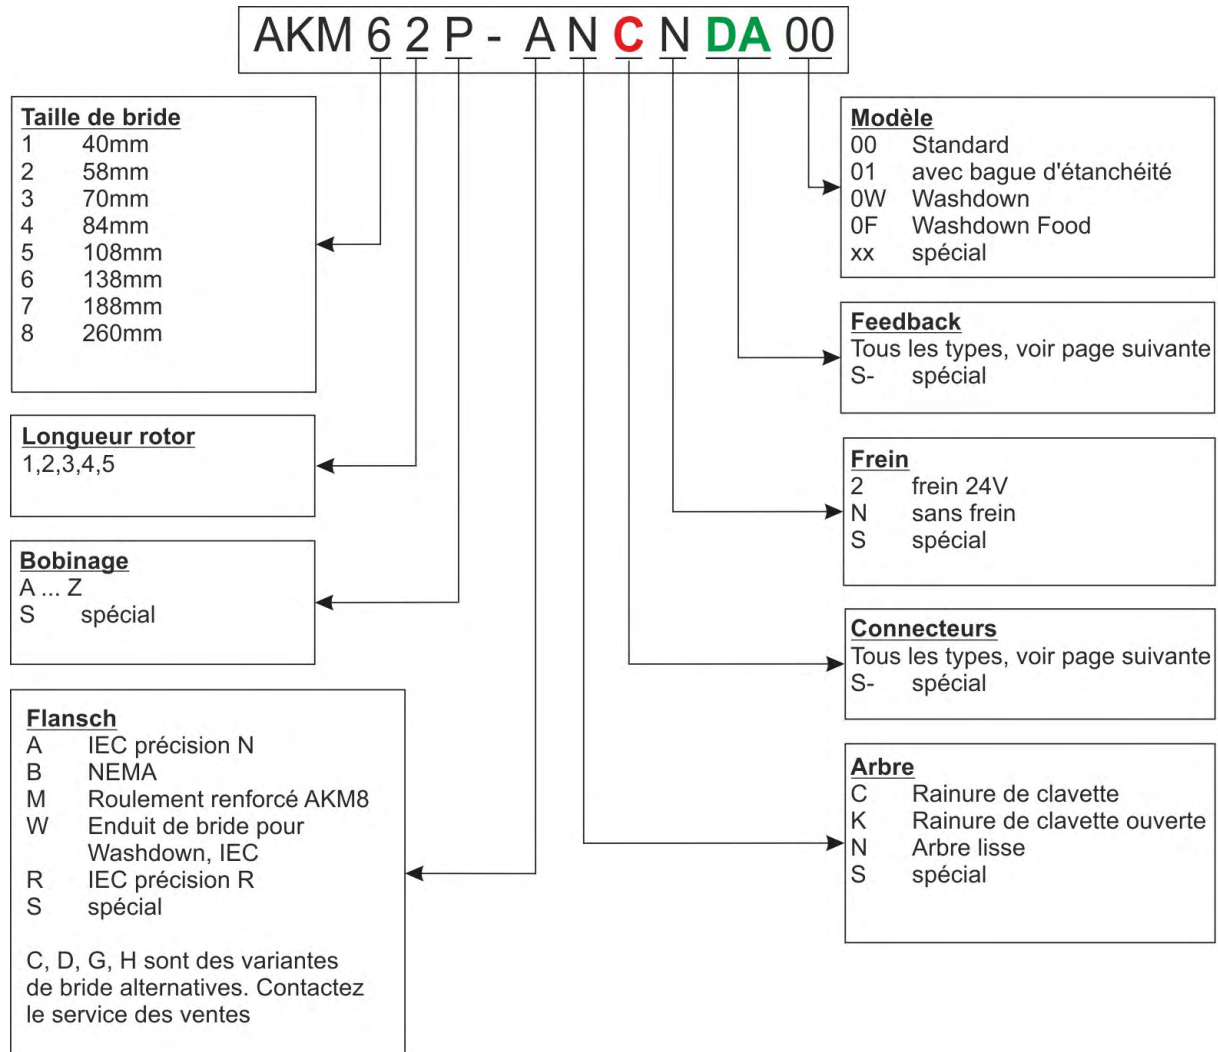 AKM 6 2 P - A N C N DA 00
Taille de bride
1 40mm
2 58mm
3 70mm
4 84mm
5 108mm
6 138mm
7 188mm
8 260mm
Longueur rotor
1,2,3,4,5
Bobinage
A ... Z
S spécial
Flansch
A IEC précision N
B NEMA
M Roulement renforcé AKM8
W Enduit de bride pour
Washdown, IEC
R IEC précision R
S spécial
C, D, G, H sont des variantes
de bride alternatives. Contactez
le service des ventes
Modèle
00 Standard
01 avec bague d'étanchéité
0W Washdown
0F Washdown Food
xx spécial
Feedback
Tous les types, voir page suivante
S- spécial
Frein
2 frein 24V
N sans frein
S spécial
Connecteurs
Tous les types, voir page suivante
S- spécial
Arbre
C Rainure de clavette
K Rainure de clavette ouverte
N Arbre lisse
S spécial